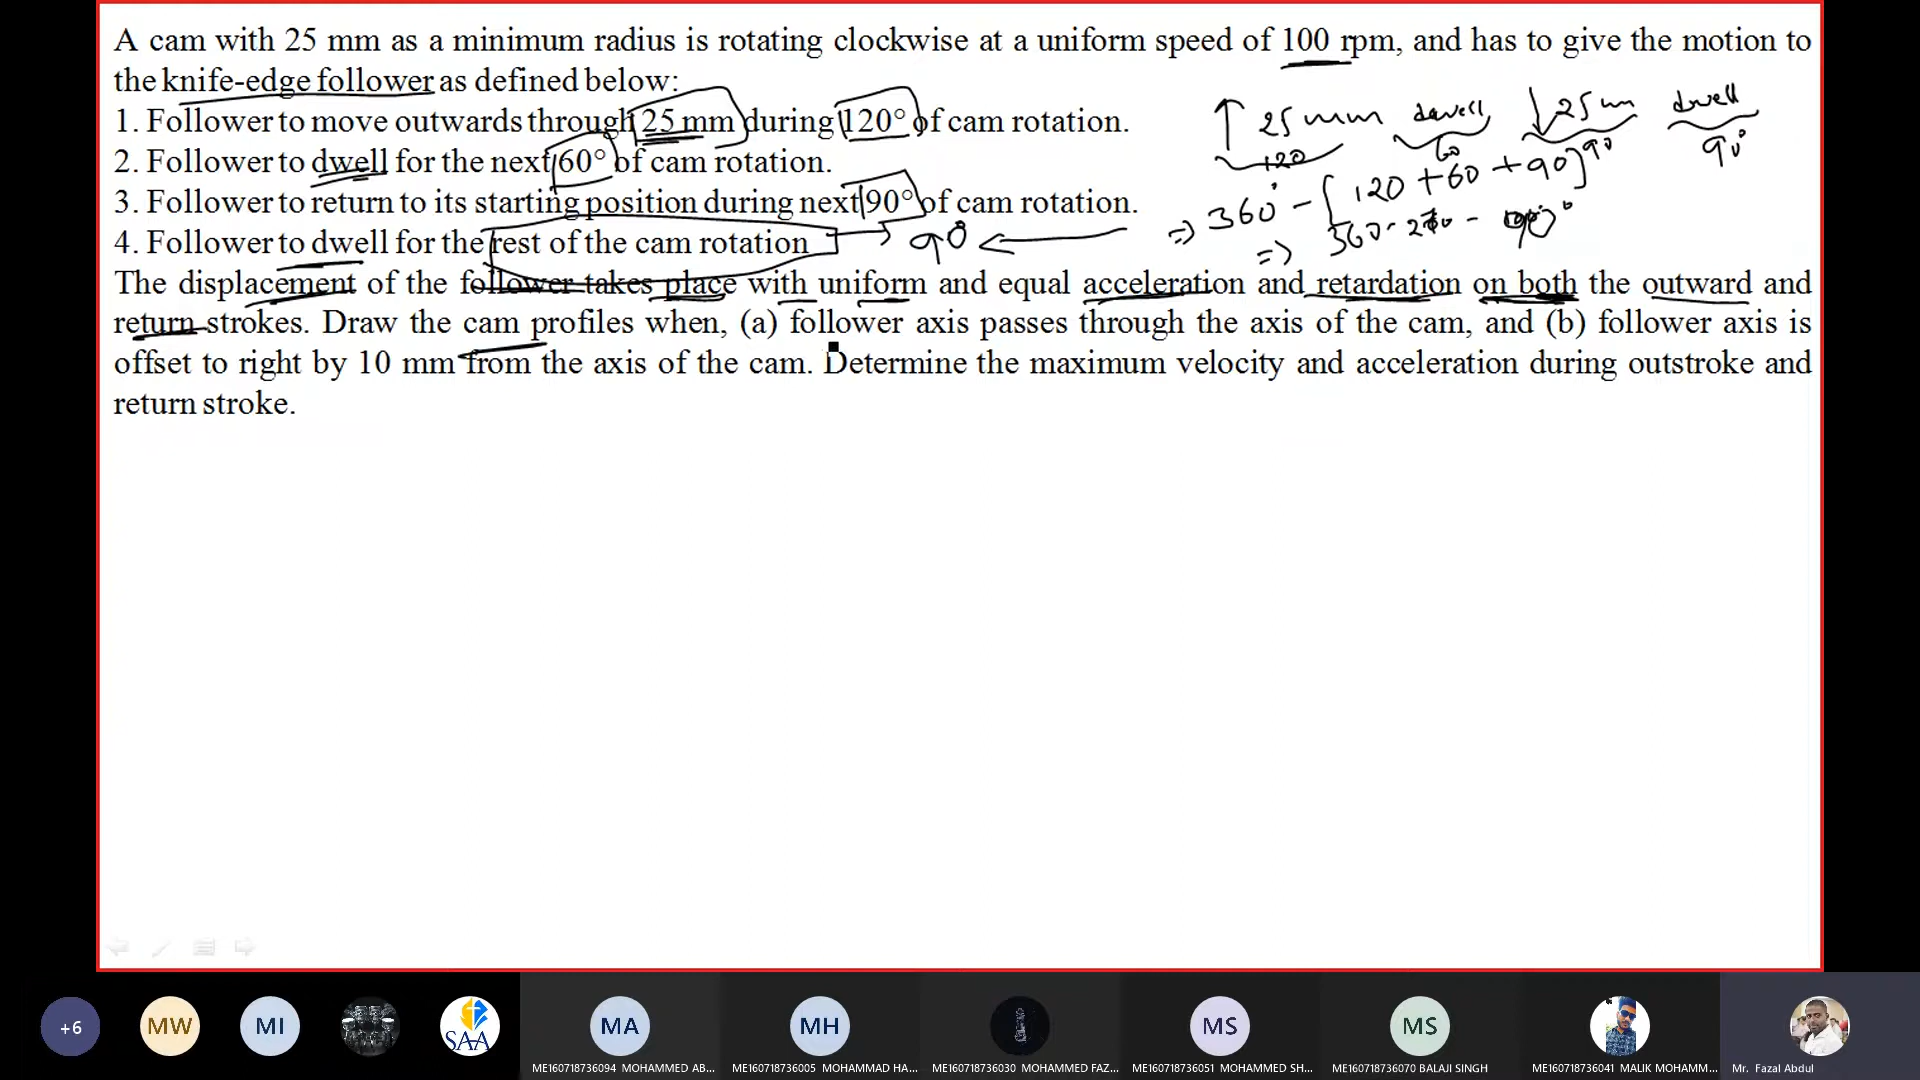 A cam with 25 mm as a minimum radius is rotating clockwise at a uniform speed of 100 rpm, and has to give the motion to
the knife-edge follower as defined below:
1. Follower to move outwards through 25 mm during 120° of cam rotation.
2. Follower to dwell for the next 60° of cam rotation.
3. Follower to return to its starting position during next 90° of cam rotation.
4. Follower to dwell for the rest of the cam rotation → 90°
The displacement of the follower takes place with uniform and equal acceleration and retardation on both the outward and
return strokes. Draw the cam profiles when, (a) follower axis passes through the axis of the cam, and (b) follower axis is
offset to right by 10 mm from the axis of the cam. Determine the maximum velocity and acceleration during outstroke and
return stroke.
↑ 25 mm dwell ↓ 25 mm dwell
120 60 90 90°
⇒ 360° - [120 + 60 + 90]
⇒ 360 - 270 - 90°
+6
MW
MI
SAA
MA
MH
MS
MS
ME160718736094 MOHAMMED AB...
ME160718736005 MOHAMMAD HA...
ME160718736030 MOHAMMED FAZ...
ME160718736051 MOHAMMED SH...
ME160718736070 BALAJI SINGH
ME160718736041 MALIK MOHAMM...
Mr. Fazal Abdul